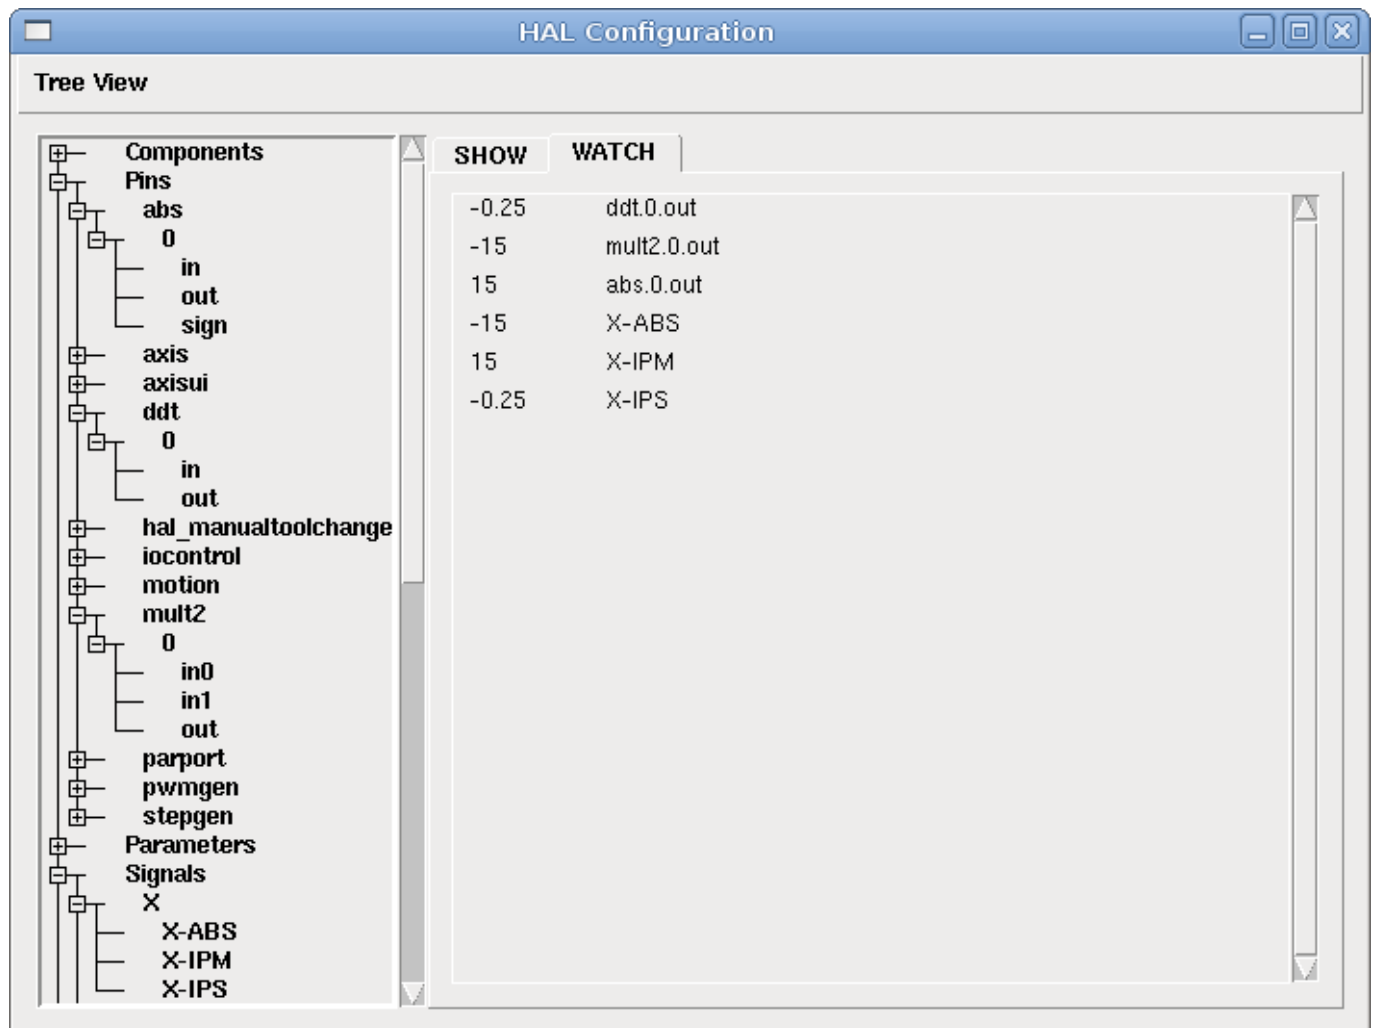 HAL Configuration
Tree View
Components
Pins
abs
0
in
out
sign
axis
axisui
ddt
0
in
out
hal_manualtoolchange
iocontrol
motion
mult2
0
in0
in1
out
parport
pwmgen
stepgen
Parameters
Signals
X
X-ABS
X-IPM
X-IPS
SHOW WATCH
-0.25 ddt.0.out
-15 mult2.0.out
15 abs.0.out
-15 X-ABS
15 X-IPM
-0.25 X-IPS